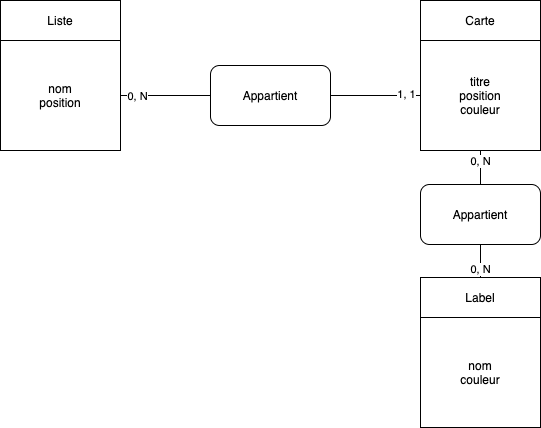 Liste
nom
position
0, N
Appartient
1, 1
Carte
titre
position
couleur
0, N
Appartient
0, N
Label
nom
couleur